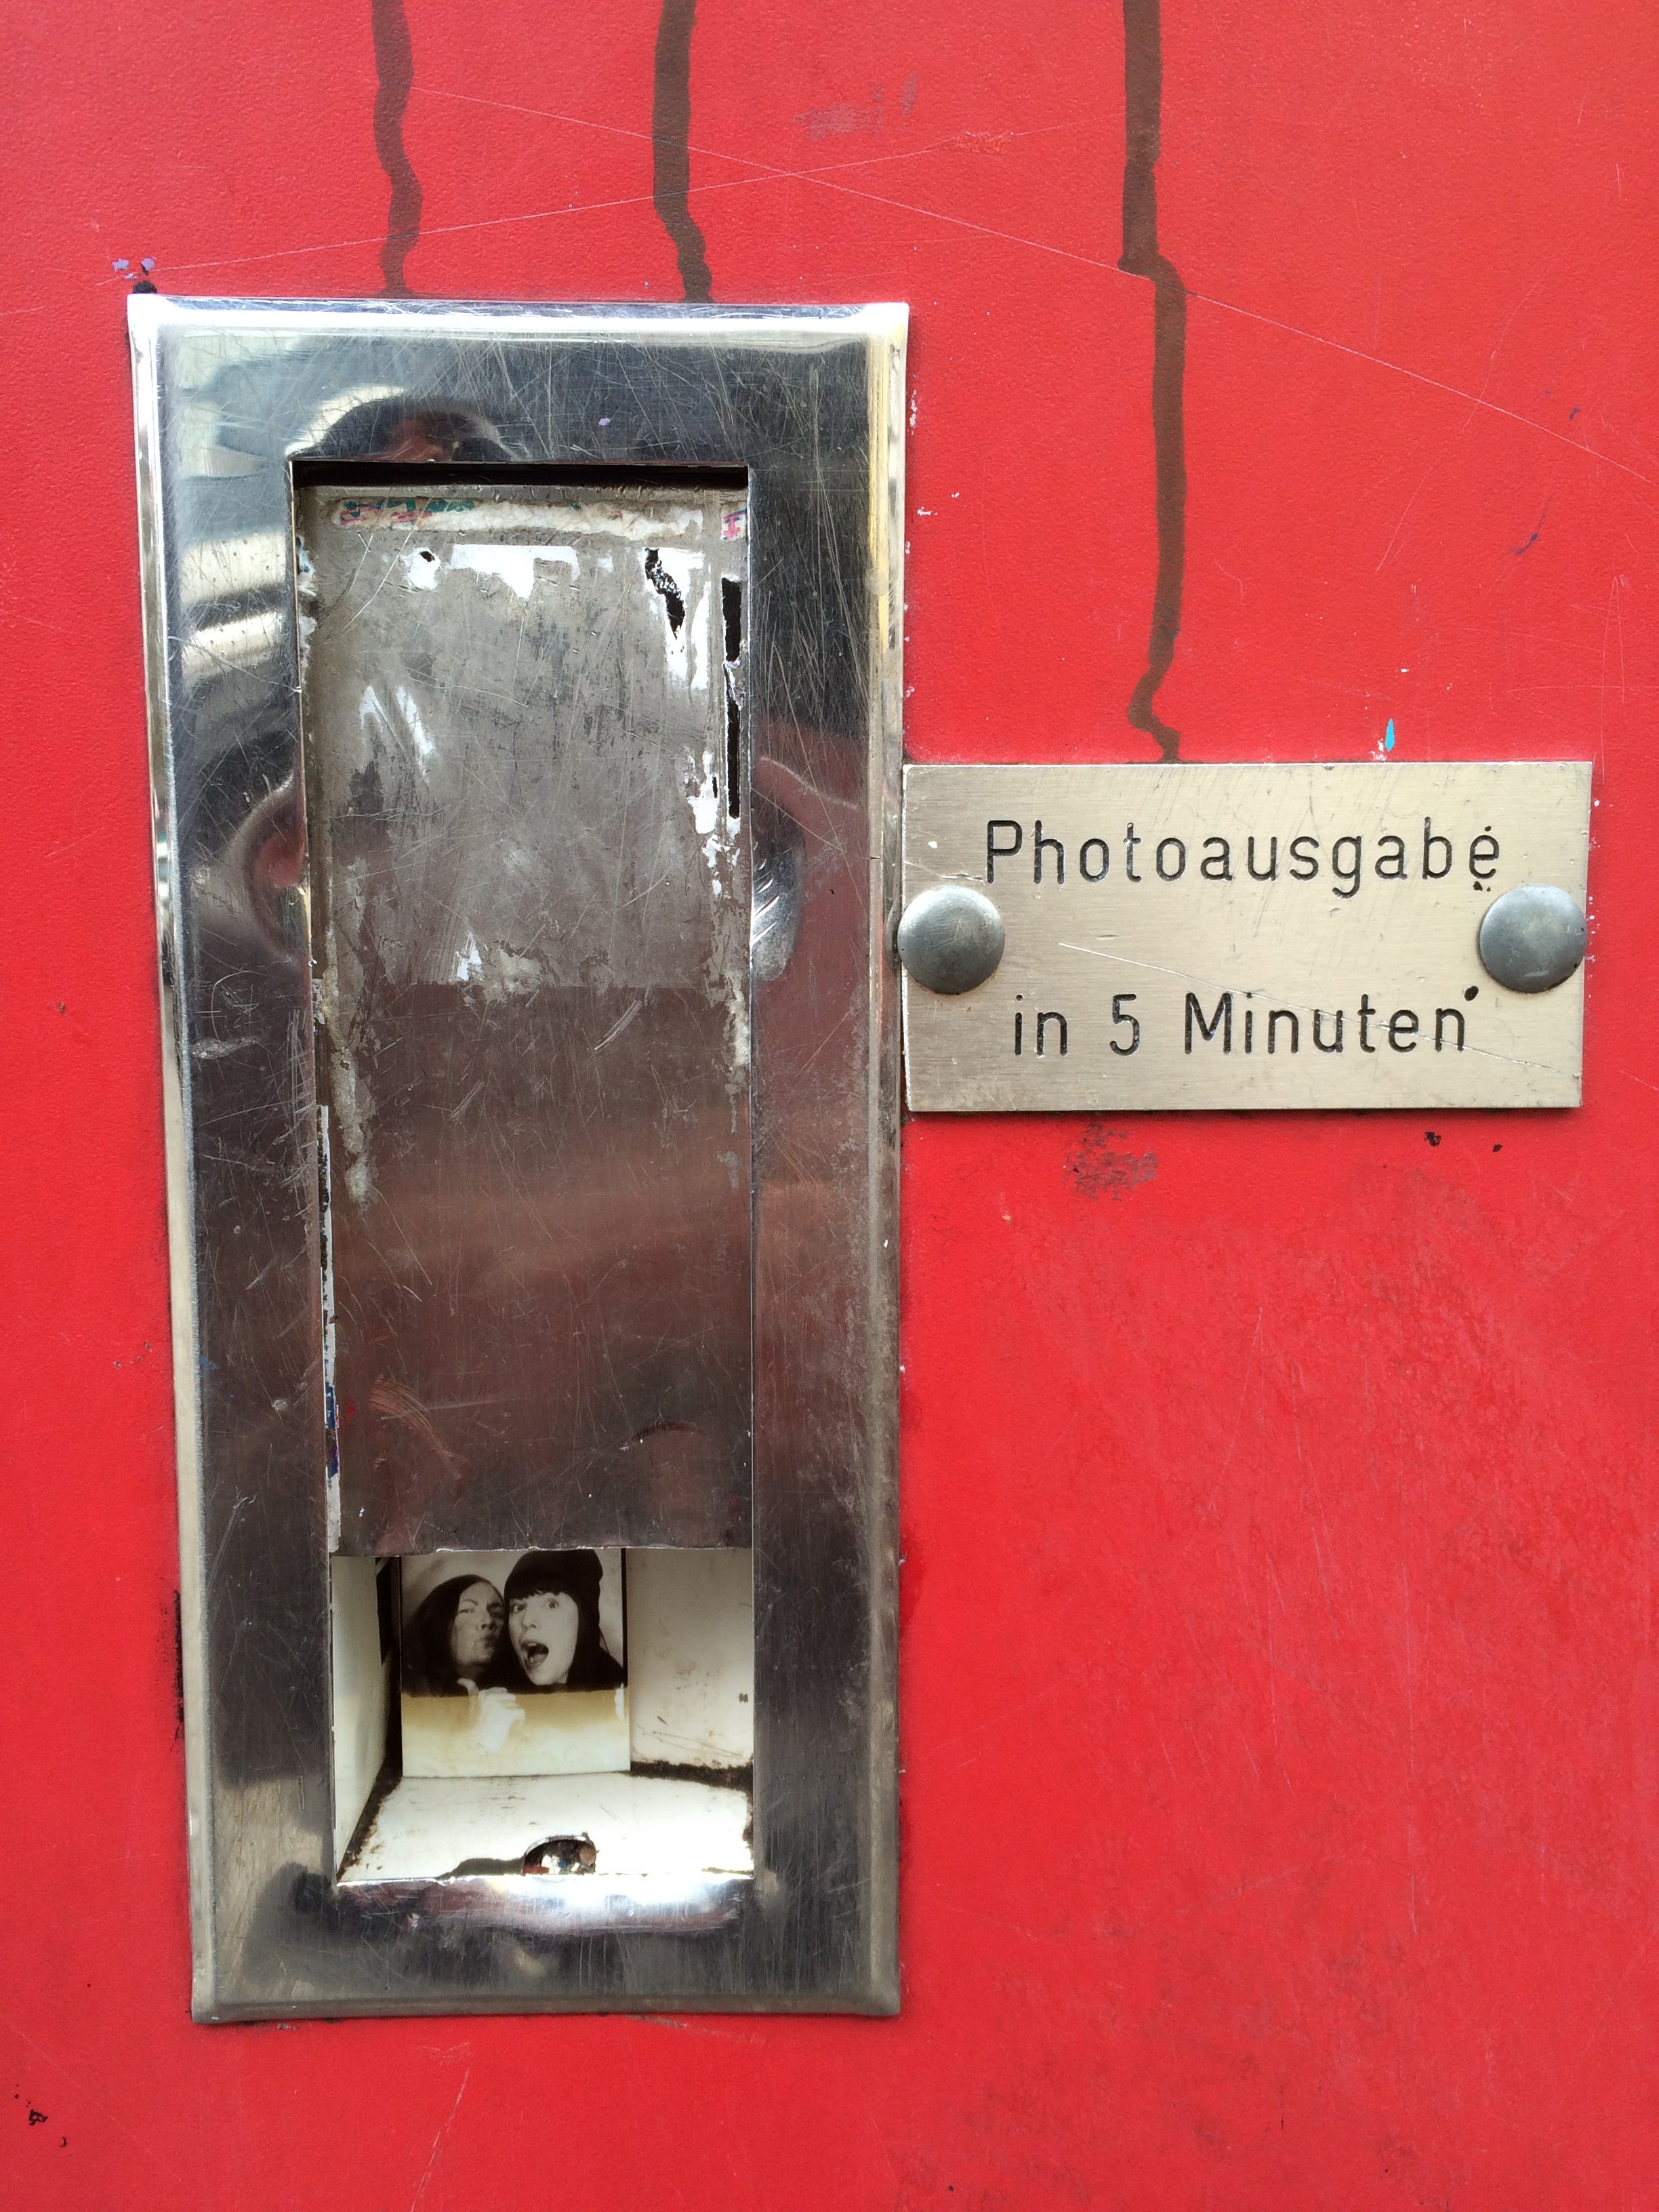 Photoausgabe
in 5 Minuten